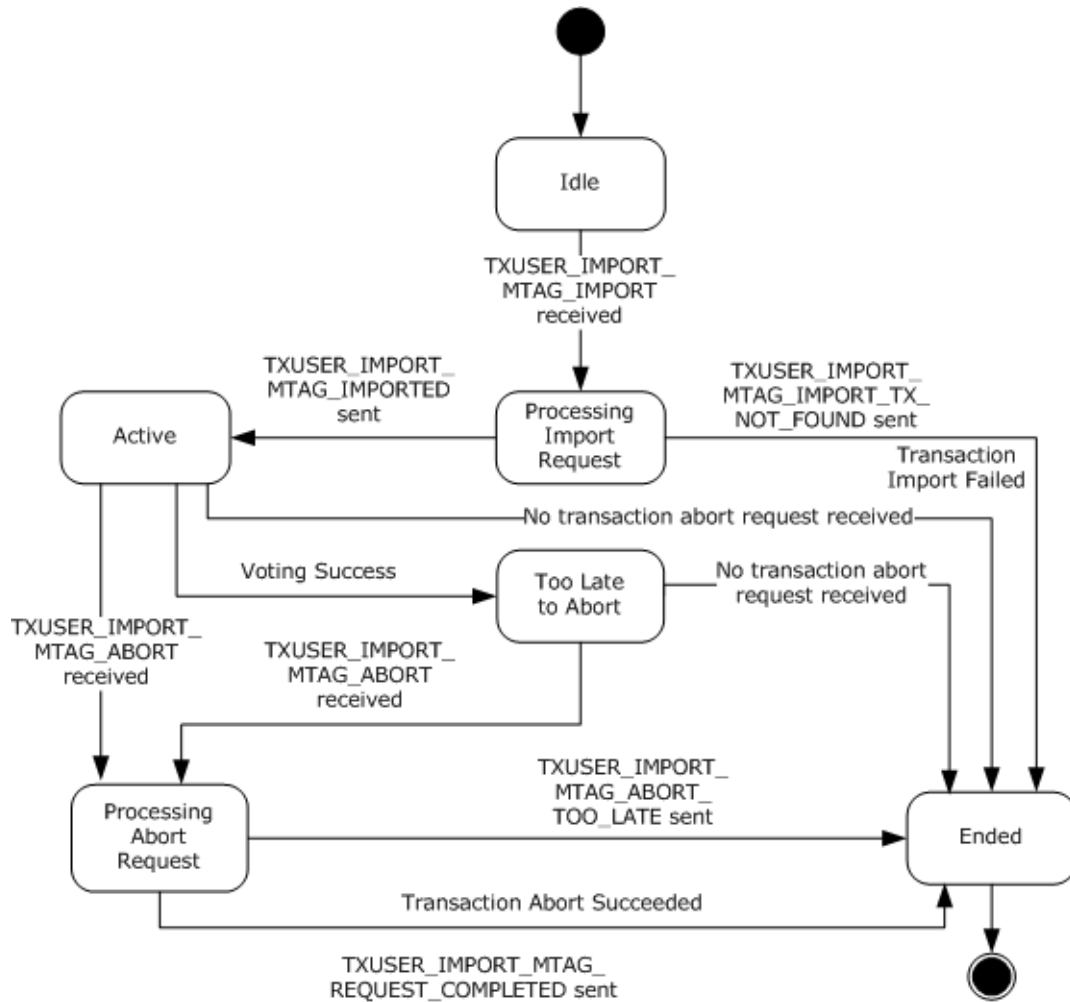 Idle
TXUSER_IMPORT_
MTAG_IMPORT
received
TXUSER_IMPORT_
MTAG_IMPORTED
sent
TXUSER_IMPORT_
MTAG_IMPORT_TX_
NOT_FOUND sent
Active
Processing
Import
Request
Transaction
Import Failed
No transaction abort request received
Voting Success
Too Late
to Abort
No transaction abort
request received
TXUSER_IMPORT_
MTAG_ABORT
received
TXUSER_IMPORT_
MTAG_ABORT
received
TXUSER_IMPORT_
MTAG_ABORT_
TOO_LATE sent
Processing
Abort
Request
Ended
Transaction Abort Succeeded
TXUSER_IMPORT_MTAG_
REQUEST_COMPLETED sent